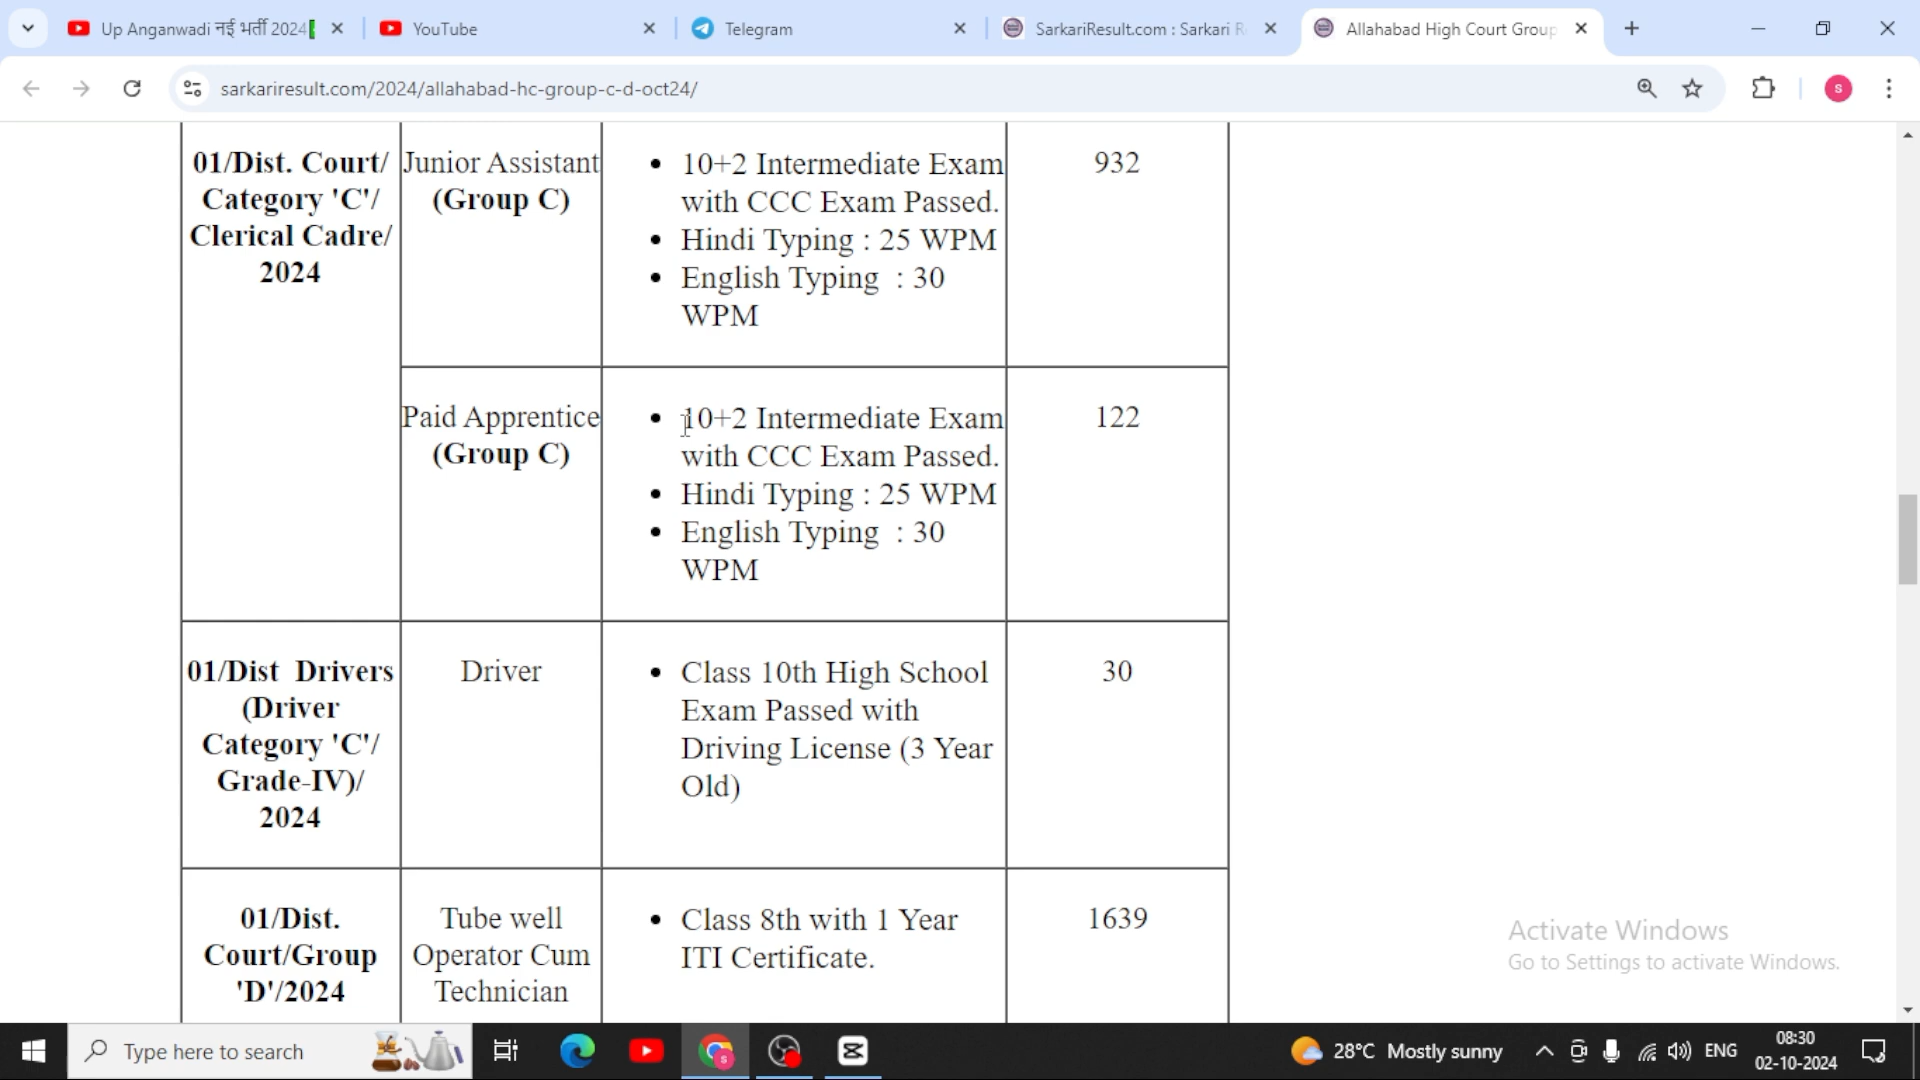 Up Anganwadi नई भर्ती 2024
YouTube
Telegram
SarkariResult.com : Sarkari R
Allahabad High Court Group
sarkariresult.com/2024/allahabad-hc-group-c-d-oct24/
s
01/Dist. Court/
Category 'C'/
Clerical Cadre/
2024
Junior Assistant
(Group C)
10+2 Intermediate Exam
with CCC Exam Passed.
Hindi Typing : 25 WPM
English Typing : 30
WPM
932
Paid Apprentice
(Group C)
10+2 Intermediate Exam
with CCC Exam Passed.
Hindi Typing : 25 WPM
English Typing : 30
WPM
122
01/Dist Drivers
(Driver
Category 'C'/
Grade-IV)/
2024
Driver
Class 10th High School
Exam Passed with
Driving License (3 Year
Old)
30
01/Dist.
Court/Group
'D'/2024
Tube well
Operator Cum
Technician
Class 8th with 1 Year
ITI Certificate.
1639
Activate Windows
Go to Settings to activate Windows.
Type here to search
28°C Mostly sunny
ENG
08:30
02-10-2024